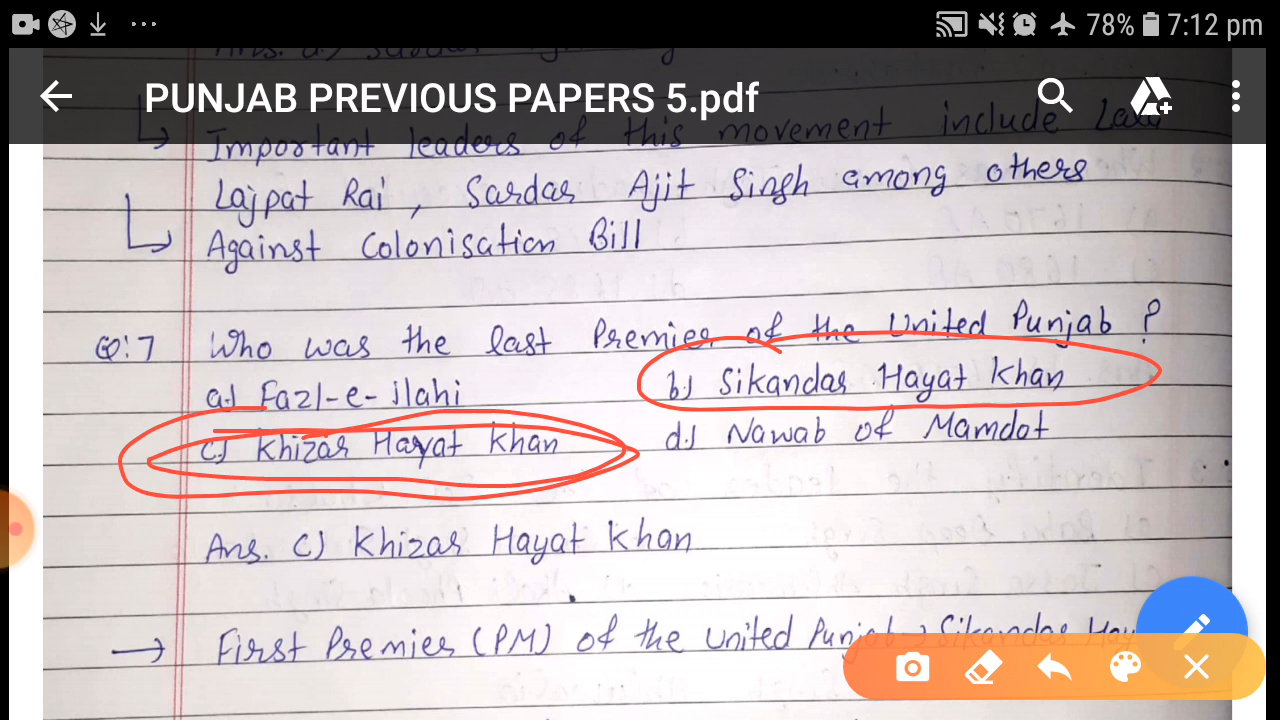 78% 7:12 pm
PUNJAB PREVIOUS PAPERS 5.pdf
Important leaders of this movement include Lala
Lajpat Rai, Sardar Ajit Singh among others
Against Colonisation Bill
Q:7 Who was the last Premier of the United Punjab ?
a.) Fazl-e-ilahi b.) Sikandar Hayat Khan
c.) Khizar Hayat Khan d.) Nawab of Mamdot
Ans. C) Khizar Hayat Khan
→ First Premier (PM) of the United Punjab → Sikandar Hay